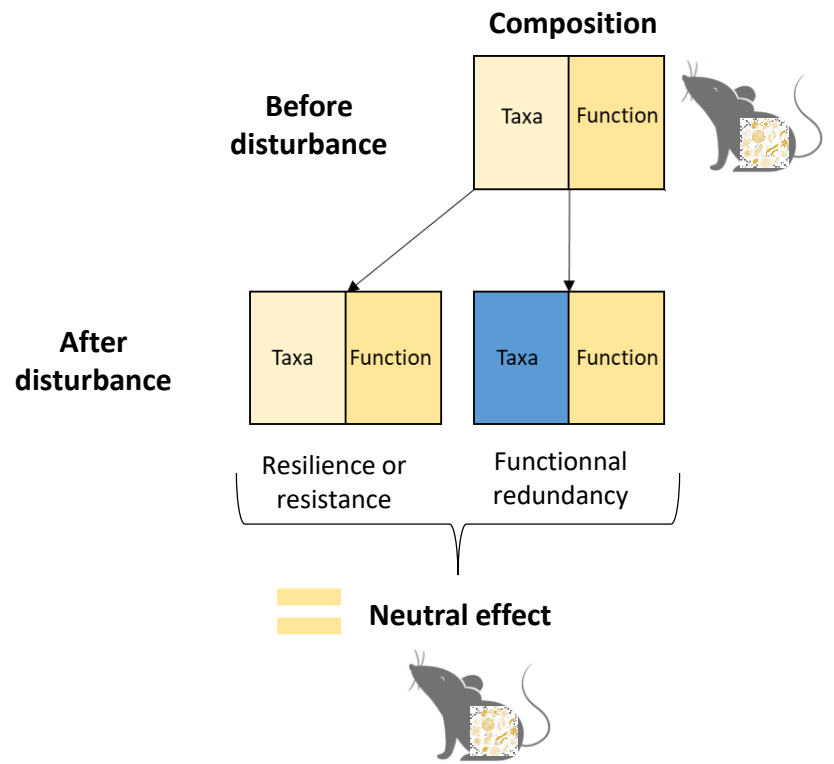 Composition
Before
disturbance
Taxa
Function
After
disturbance
Taxa
Function
Taxa
Function
Resilience or
resistance
Functionnal
redundancy
Neutral effect